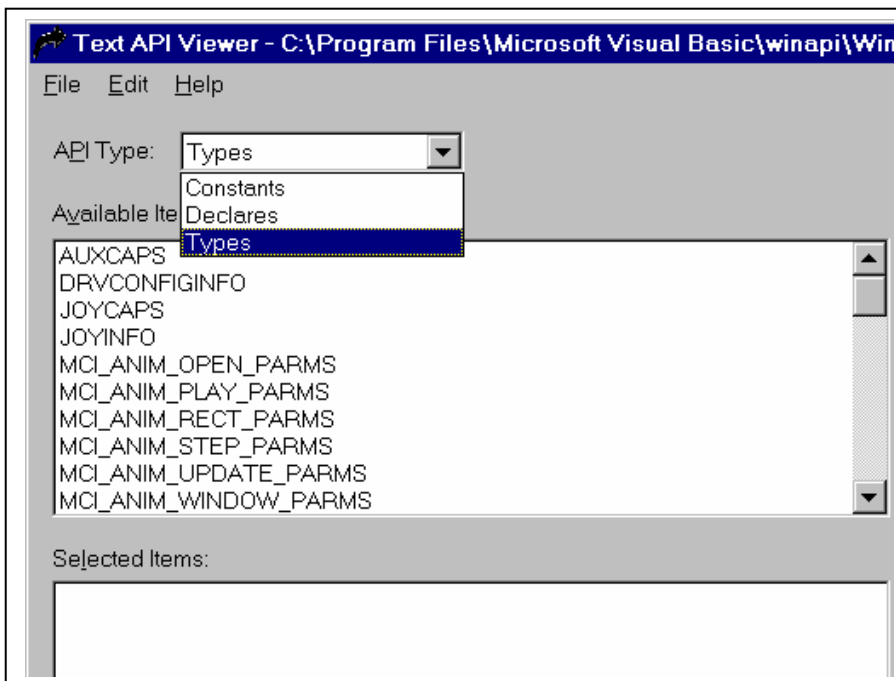 Text API Viewer - C:\Program Files\Microsoft Visual Basic\winapi\Win
File Edit Help
API Type: Types
Constants
Available Ite Declares
Types
AUXCAPS
DRVCONFIGINFO
JOYCAPS
JOYINFO
MCI_ANIM_OPEN_PARMS
MCI_ANIM_PLAY_PARMS
MCI_ANIM_RECT_PARMS
MCI_ANIM_STEP_PARMS
MCI_ANIM_UPDATE_PARMS
MCI_ANIM_WINDOW_PARMS
Selected Items: